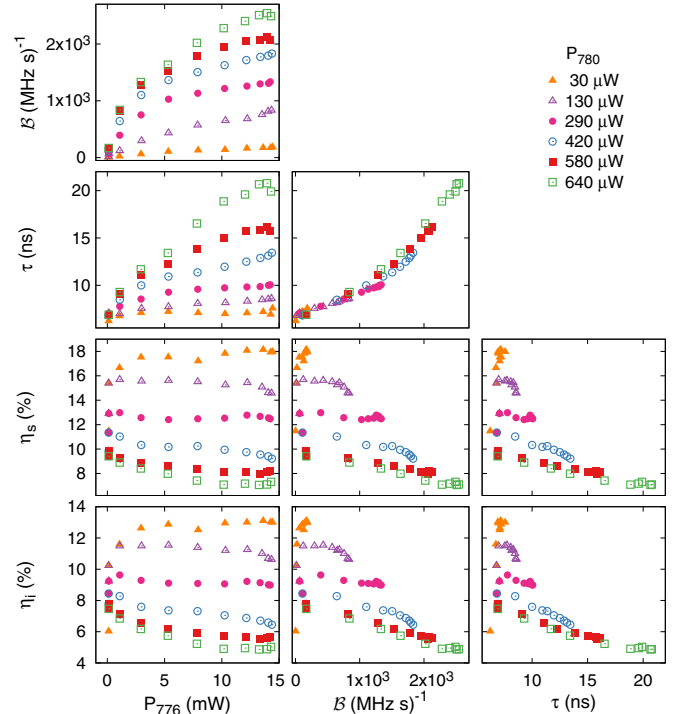 2x10³
1x10³
0
ℬ (MHz s)⁻¹
P₇₈₀
30 μW
130 μW
290 μW
420 μW
580 μW
640 μW
20
15
10
τ (ns)
18
16
14
12
10
8
ηₛ (%)
14
12
10
8
6
4
ηᵢ (%)
0 5 10 15
0 1x10³ 2x10³
10 15 20
P₇₇₆ (mW)
ℬ (MHz s)⁻¹
τ (ns)